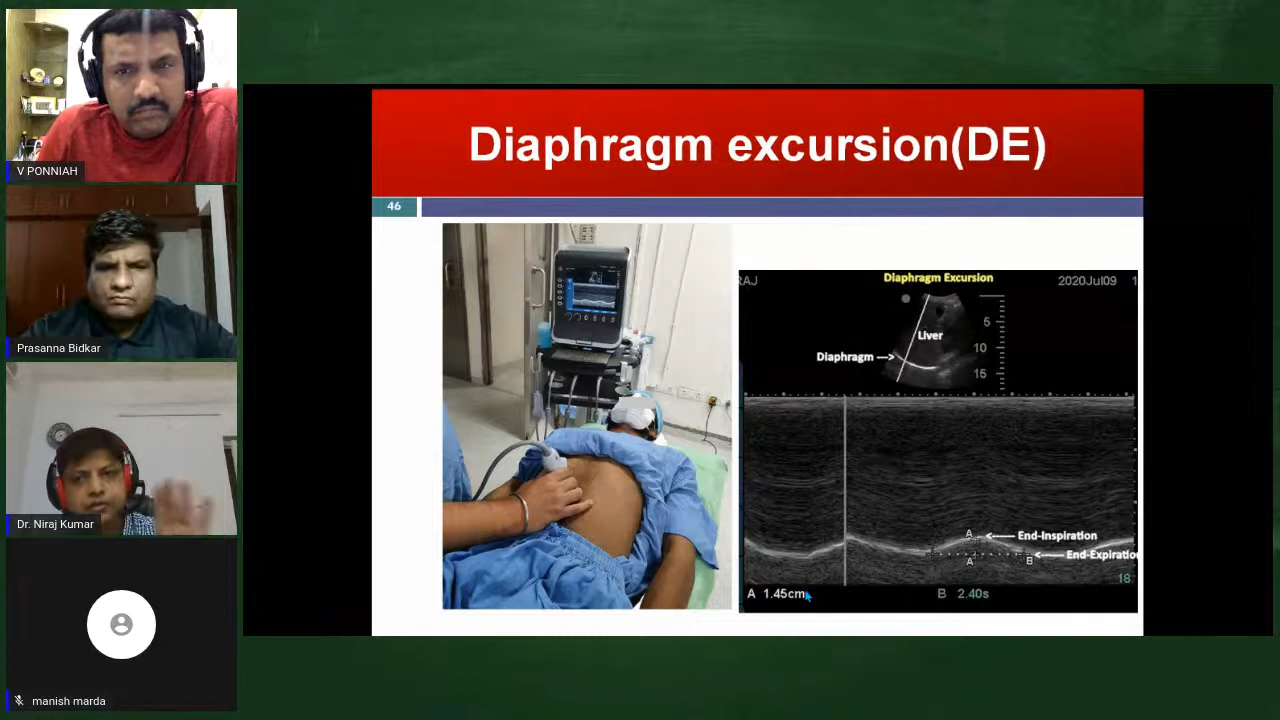 V PONNIAH
Prasanna Bidkar
Dr. Niraj Kumar
manish marda
Diaphragm excursion(DE)
46
RAJ
Diaphragm Excursion
2020Jul09
1
5
Liver
10
Diaphragm -->
15
A
<-- End-Inspiration
A
B
<-- End-Expiration
18
A 1.45cm
B 2.40s